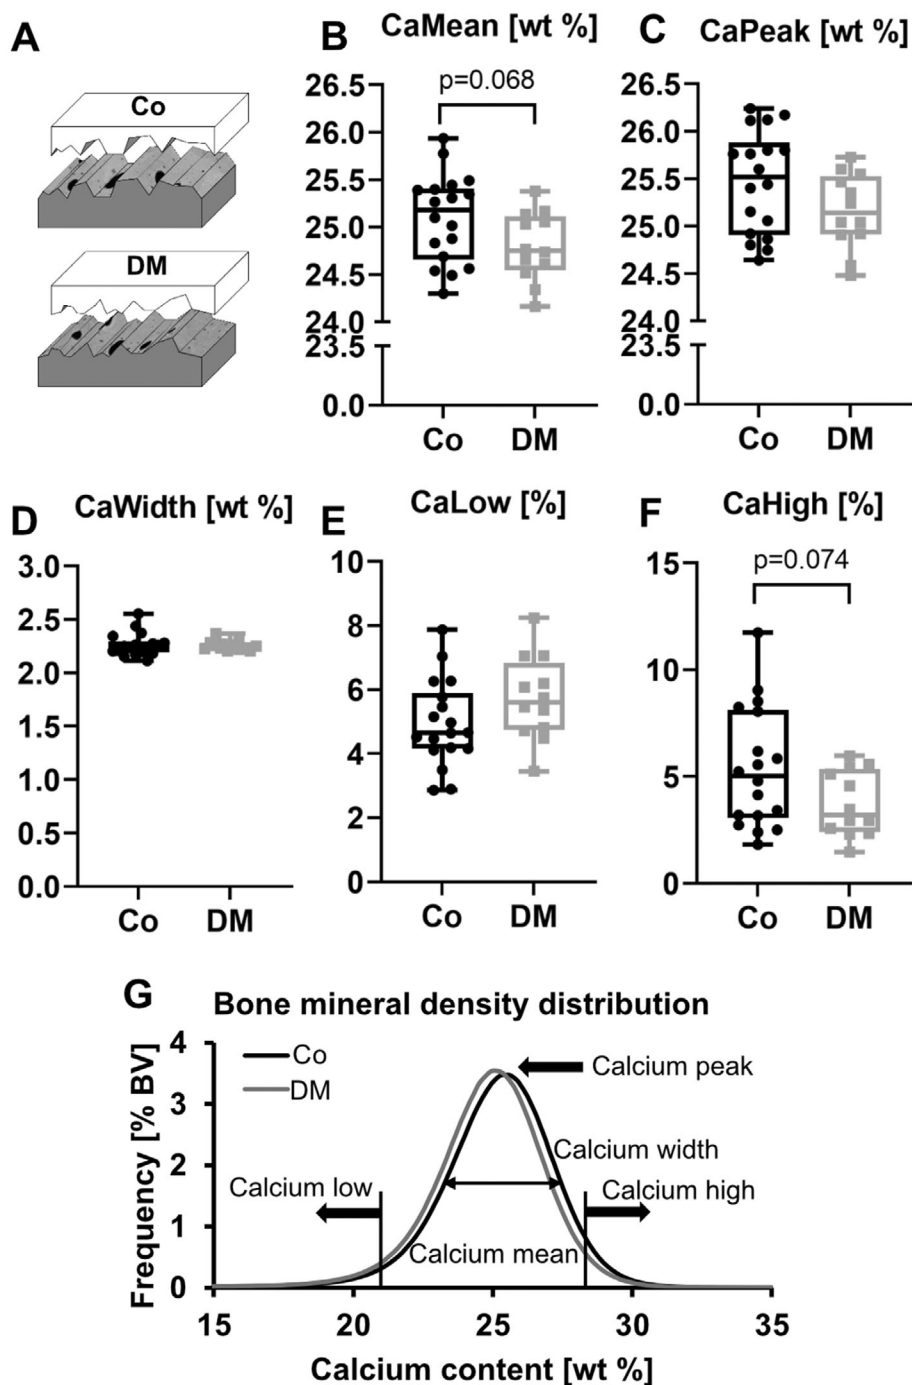 A
Co
DM
B
CaMean [wt %]
p=0.068
26.5
26.0
25.5
25.0
24.5
24.0
23.5
0.0
Co DM
C
CaPeak [wt %]
26.5
26.0
25.5
25.0
24.5
24.0
23.5
0.0
Co DM
D
CaWidth [wt %]
3.0
2.5
2.0
1.5
1.0
0.5
0.0
Co DM
E
CaLow [%]
10
8
6
4
2
0
Co DM
F
CaHigh [%]
p=0.074
15
10
5
0
Co DM
G
Bone mineral density distribution
Frequency [% BV]
4
3
2
1
0
Co
DM
Calcium peak
Calcium width
Calcium low
Calcium high
Calcium mean
15 20 25 30 35
Calcium content [wt %]